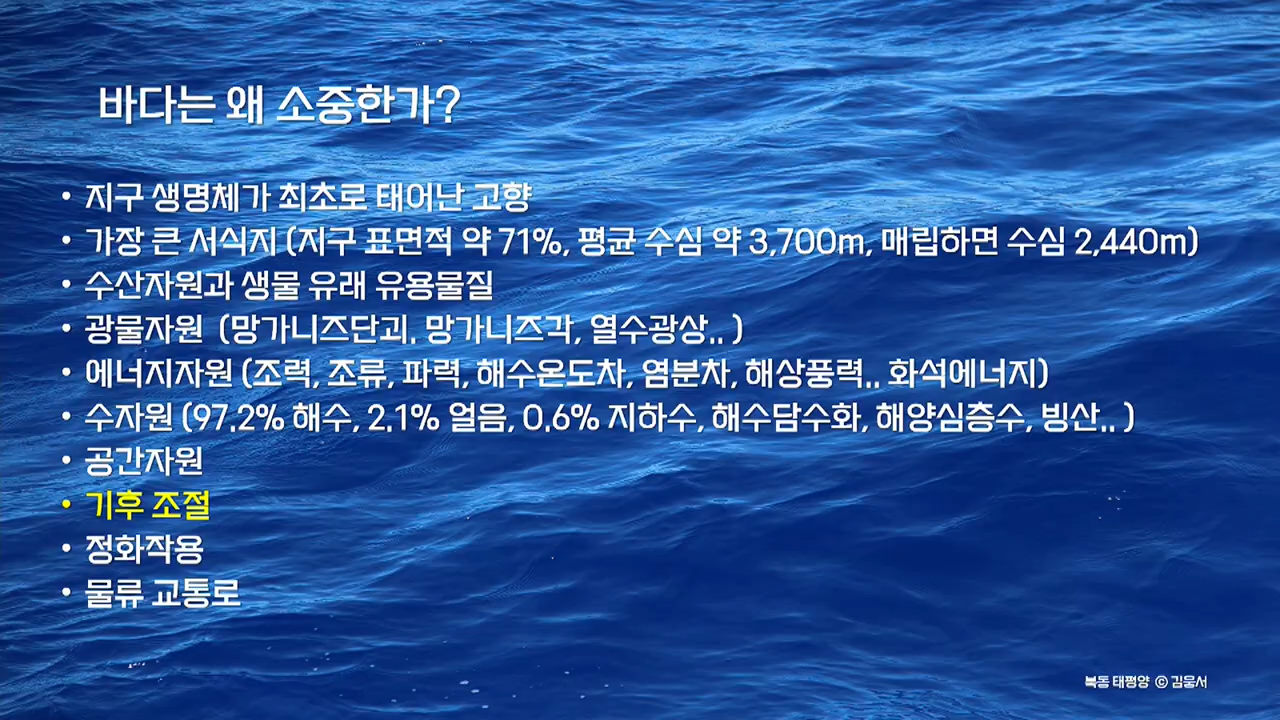 바다는 왜 소중한가?
• 지구 생명체가 최초로 태어난 고향
• 가장 큰 서식지 (지구 표면적 약 71%, 평균 수심 약 3,700m, 매립하면 수심 2,440m)
• 수산자원과 생물 유래 유용물질
• 광물자원 (망가니즈단괴. 망가니즈각, 열수광상.. )
• 에너지자원 (조력, 조류, 파력, 해수온도차, 염분차, 해상풍력.. 화석에너지)
• 수자원 (97.2% 해수, 2.1% 얼음, 0.6% 지하수, 해수담수화, 해양심층수, 빙산.. )
• 공간자원
• 기후 조절
• 정화작용
• 물류 교통로
북동 태평양 © 김웅서